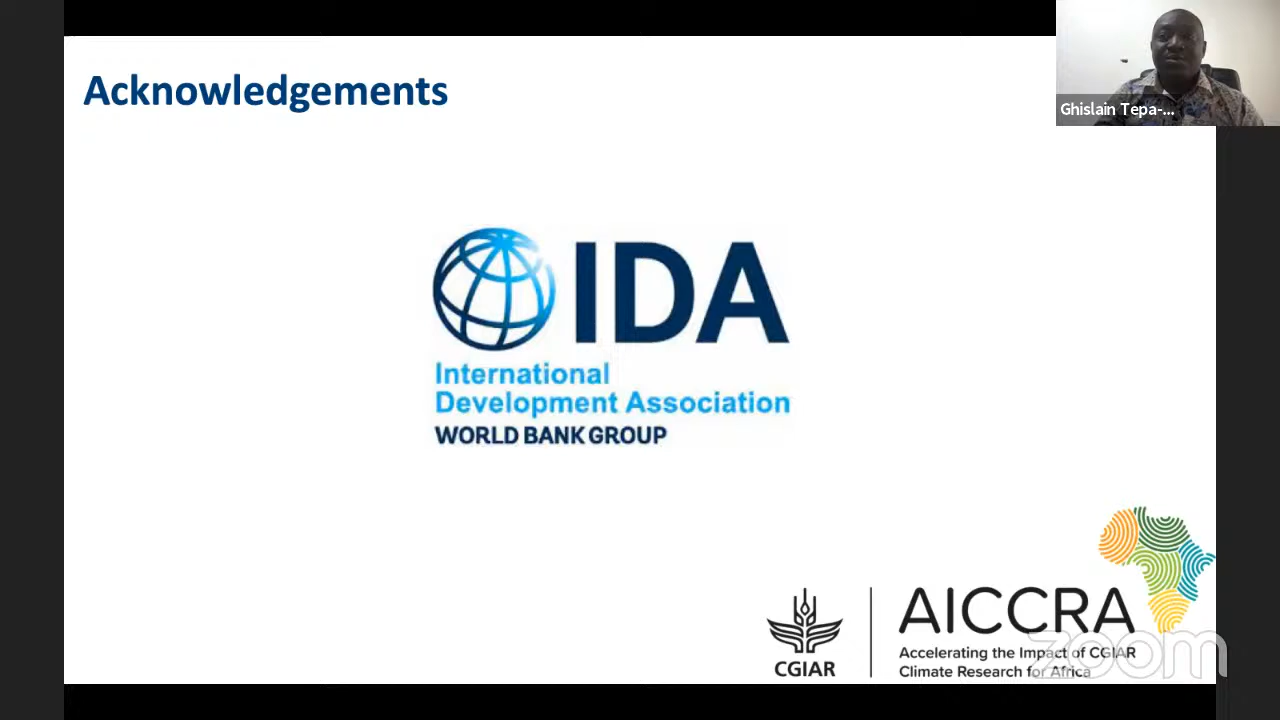 Acknowledgements
Ghislain Tepa-...
IDA
International
Development Association
WORLD BANK GROUP
AICCRA
Accelerating the Impact of CGIAR
Climate Research for Africa
CGIAR
zoom